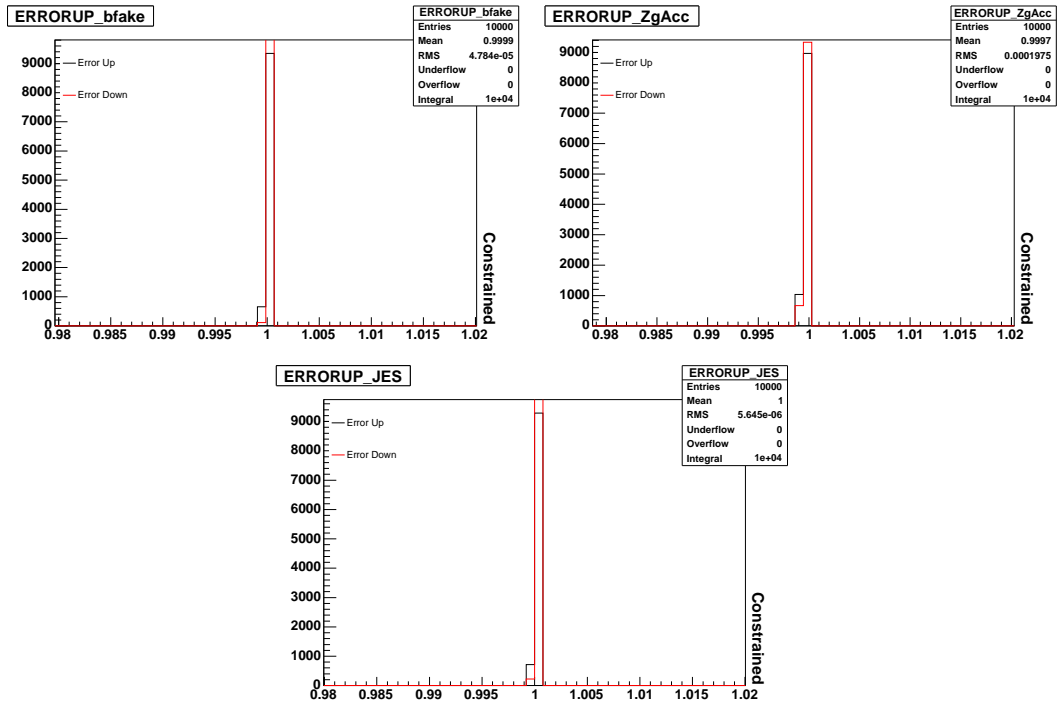 ERRORUP_bfake
ERRORUP_bfake
Entries 10000
Mean 0.9999
RMS 4.784e-05
Underflow 0
Overflow 0
Integral 1e+04
Error Up
Error Down
9000
8000
7000
6000
5000
4000
3000
2000
1000
0
0.98 0.985 0.99 0.995 1 1.005 1.01 1.015 1.02
Constrained
ERRORUP_ZgAcc
ERRORUP_ZgAcc
Entries 10000
Mean 0.9997
RMS 0.0001975
Underflow 0
Overflow 0
Integral 1e+04
Error Up
Error Down
9000
8000
7000
6000
5000
4000
3000
2000
1000
0
0.98 0.985 0.99 0.995 1 1.005 1.01 1.015 1.02
Constrained
ERRORUP_JES
ERRORUP_JES
Entries 10000
Mean 1
RMS 5.645e-06
Underflow 0
Overflow 0
Integral 1e+04
Error Up
Error Down
9000
8000
7000
6000
5000
4000
3000
2000
1000
0
0.98 0.985 0.99 0.995 1 1.005 1.01 1.015 1.02
Constrained